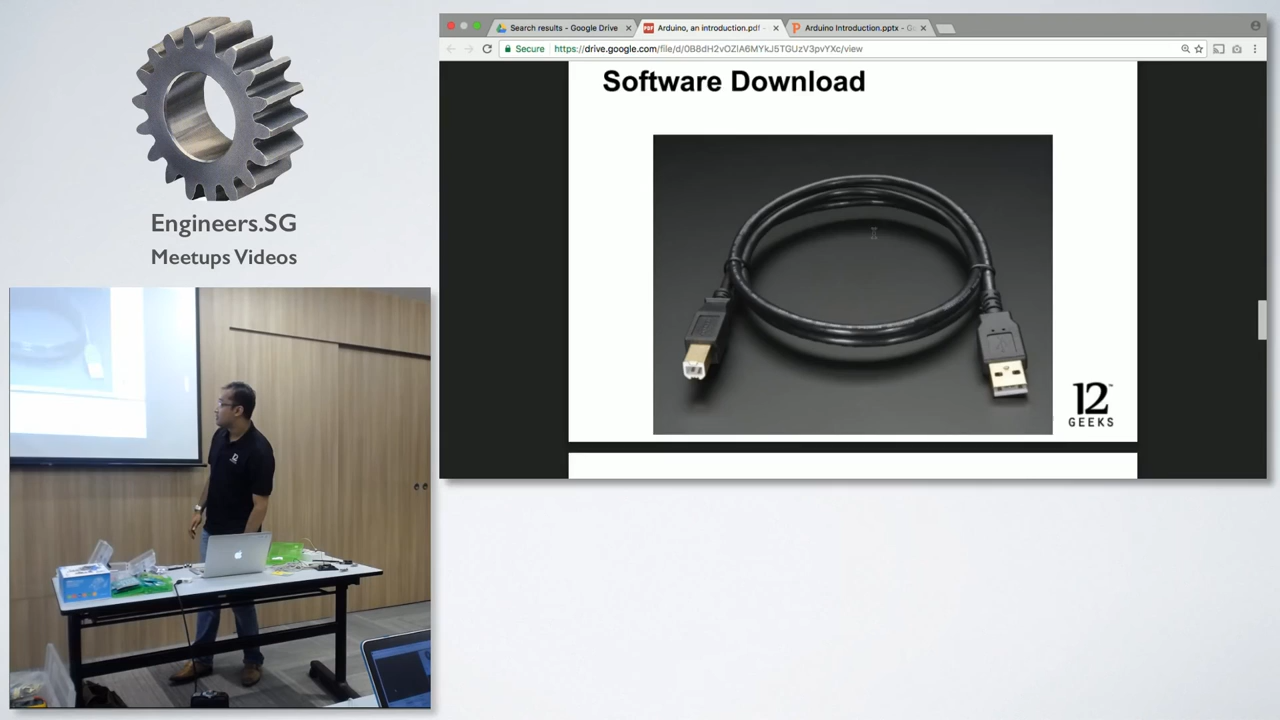 Engineers.SG
Meetups Videos
Search results - Google Drive
Arduino, an introduction.pdf -
Arduino Introduction.pptx - G
Secure
https://drive.google.com/file/d/0B8dH2vOZIA6MYkJ5TGUzV3pvYXc/view
Software Download
12
GEEKS